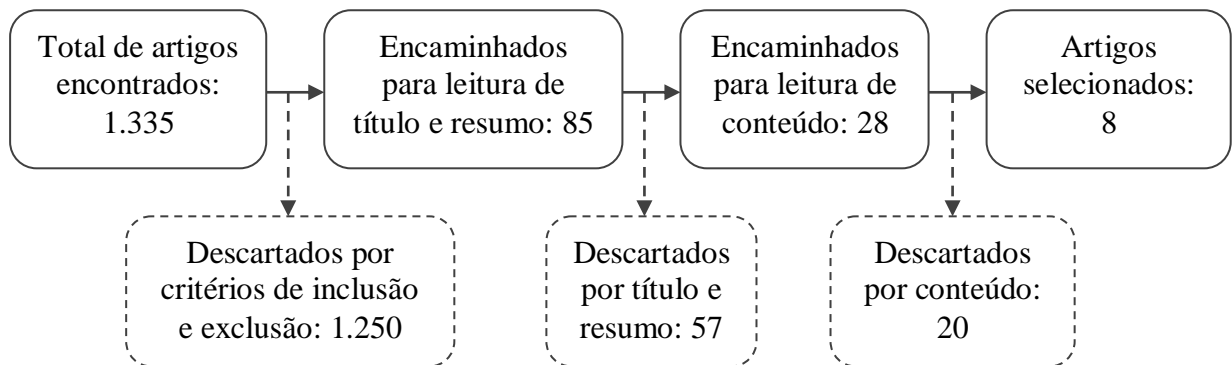 Total de artigos
encontrados:
1.335
Encaminhados
para leitura de
título e resumo: 85
Encaminhados
para leitura de
conteúdo: 28
Artigos
selecionados:
8
Descartados por
critérios de inclusão
e exclusão: 1.250
Descartados
por título e
resumo: 57
Descartados
por conteúdo:
20